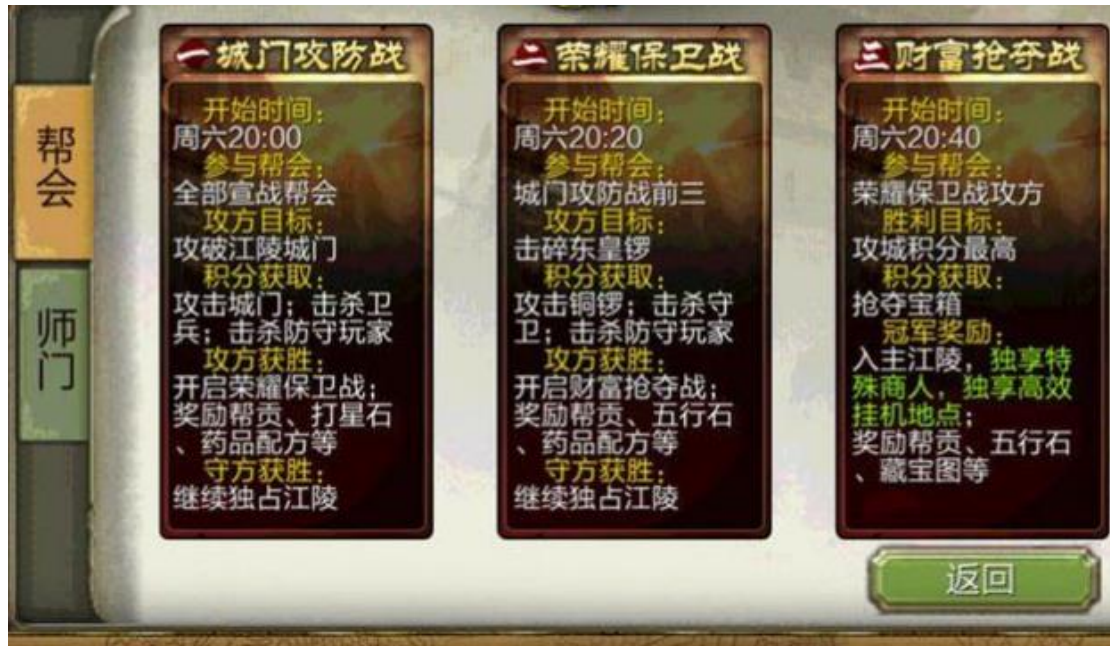 帮会
师门
一 城门攻防战
开始时间：
周六20:00
参与帮会：
全部宣战帮会
攻方目标：
攻破江陵城门
积分获取：
攻击城门；击杀卫
兵；击杀防守玩家
攻方获胜：
开启荣耀保卫战；
奖励帮贡、打星石
、药品配方等
守方获胜：
继续独占江陵
二 荣耀保卫战
开始时间：
周六20:20
参与帮会：
城门攻防战前三
攻方目标：
击碎东皇锣
积分获取：
攻击铜锣；击杀守
卫；击杀防守玩家
攻方获胜：
开启财富抢夺战；
奖励帮贡、五行石
、药品配方等
守方获胜：
继续独占江陵
三 财富抢夺战
开始时间：
周六20:40
参与帮会：
荣耀保卫战攻方
胜利目标：
攻城积分最高
积分获取：
抢夺宝箱
冠军奖励：
入主江陵，独享特
殊商人，独享高效
挂机地点；
奖励帮贡、五行石
、藏宝图等
返回